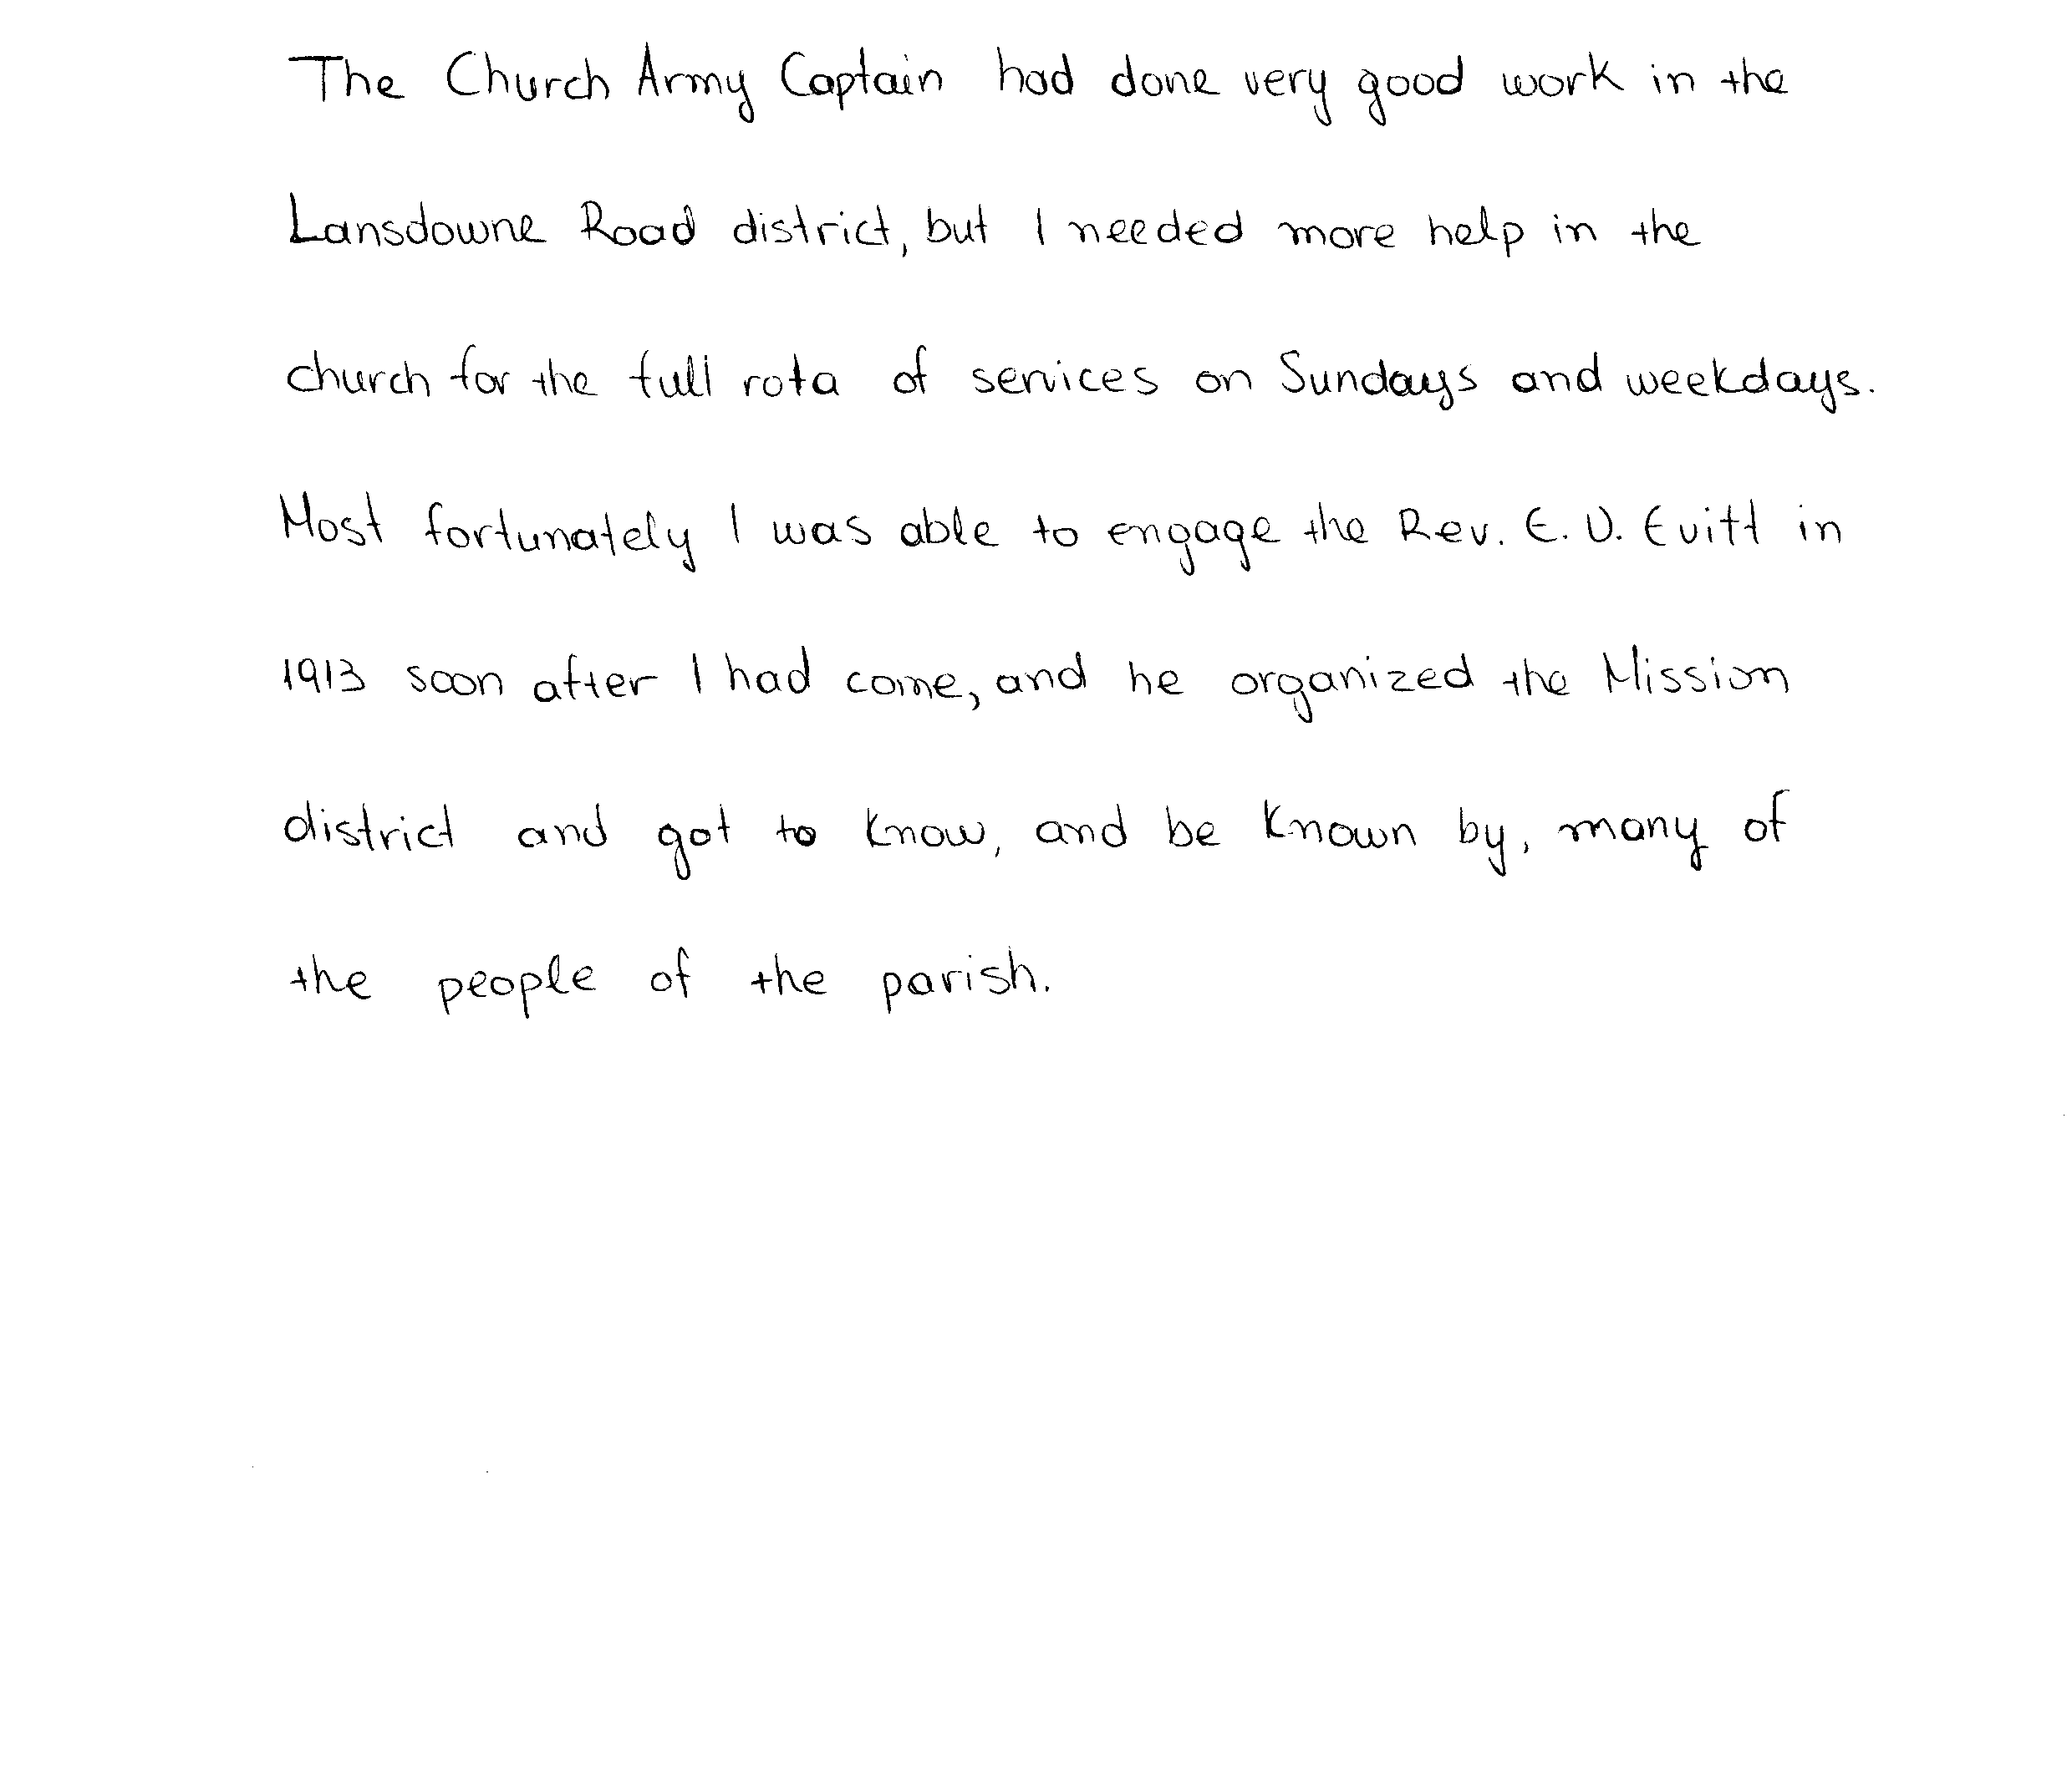 The Church Army Captain had done very good work in the
Lansdowne Road district, but I needed more help in the
church for the full rota of services on Sundays and weekdays.
Most fortunately I was able to engage the Rev. E. V. Evitt in
1913 soon after I had come, and he organized the Mission
district and got to know, and be known by, many of
the people of the parish.